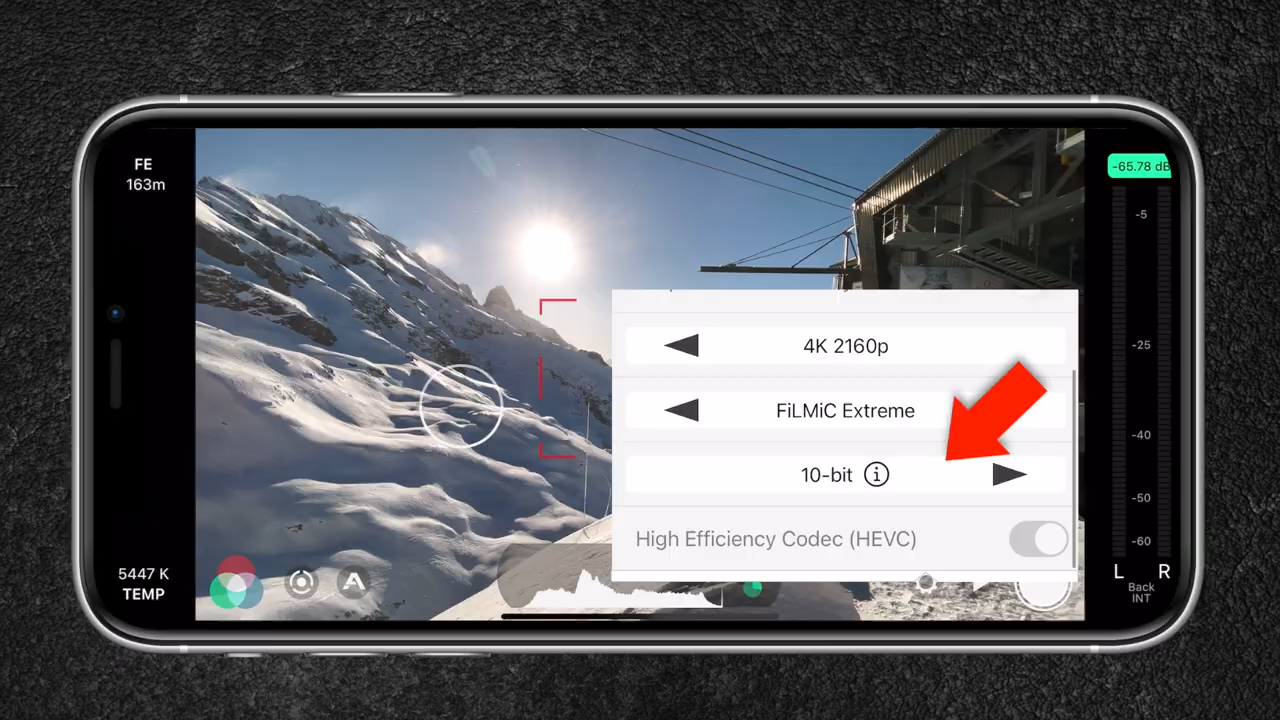 FE
163m
-65.78 dB
-5
-25
-40
-50
-60
L R
Back
INT
4K 2160p
FiLMiC Extreme
10-bit i
High Efficiency Codec (HEVC)
5447 K
TEMP
A